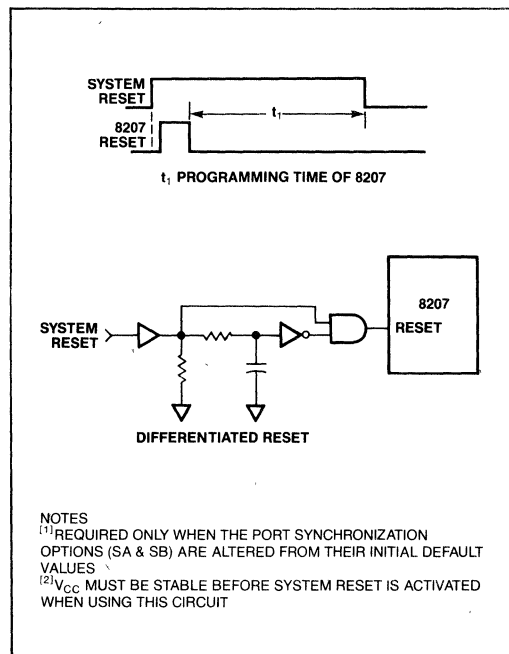 SYSTEM
RESET
t₁
8207
RESET
t₁ PROGRAMMING TIME OF 8207
8207
SYSTEM
RESET
RESET
DIFFERENTIATED RESET
NOTES
[1]REQUIRED ONLY WHEN THE PORT SYNCHRONIZATION
OPTIONS (SA & SB) ARE ALTERED FROM THEIR INITIAL DEFAULT
VALUES
[2]VCC MUST BE STABLE BEFORE SYSTEM RESET IS ACTIVATED
WHEN USING THIS CIRCUIT